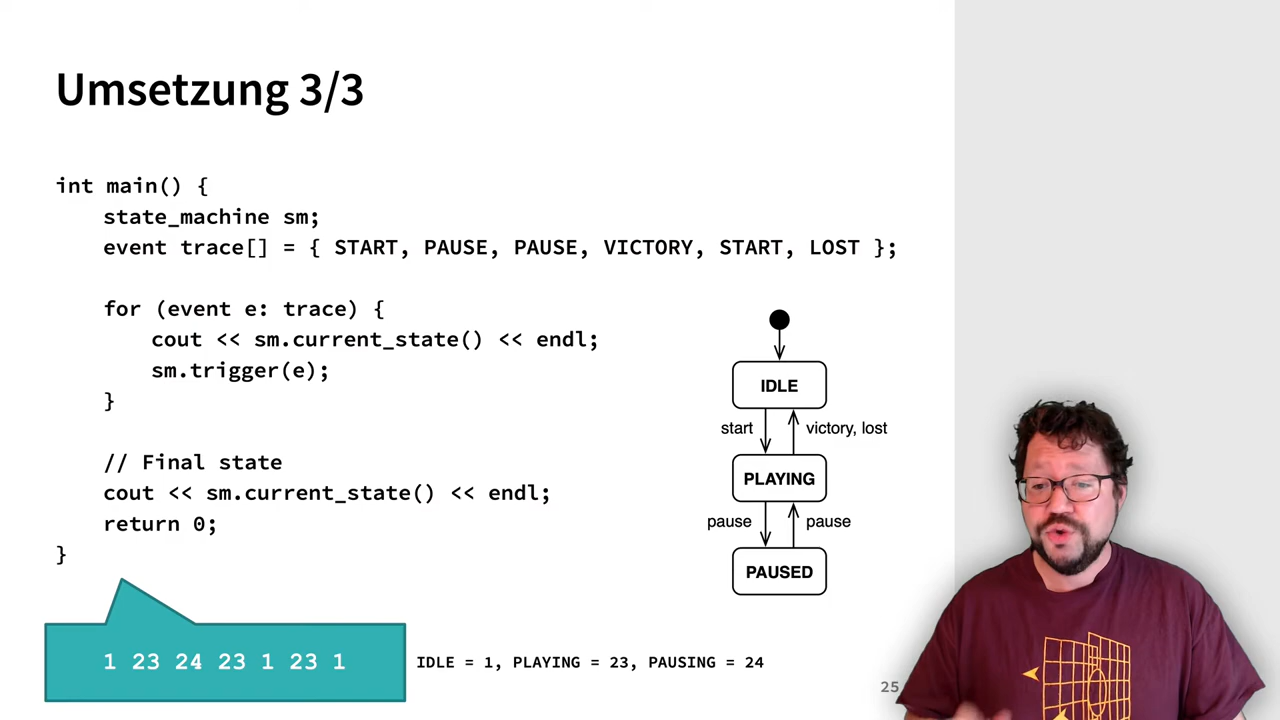 Umsetzung 3/3
int main() {
state_machine sm;
event trace[] = { START, PAUSE, PAUSE, VICTORY, START, LOST };
for (event e: trace) {
cout << sm.current_state() << endl;
sm.trigger(e);
}
// Final state
cout << sm.current_state() << endl;
return 0;
}
IDLE
start
victory, lost
PLAYING
pause
pause
PAUSED
1 23 24 23 1 23 1
IDLE = 1, PLAYING = 23, PAUSING = 24
25